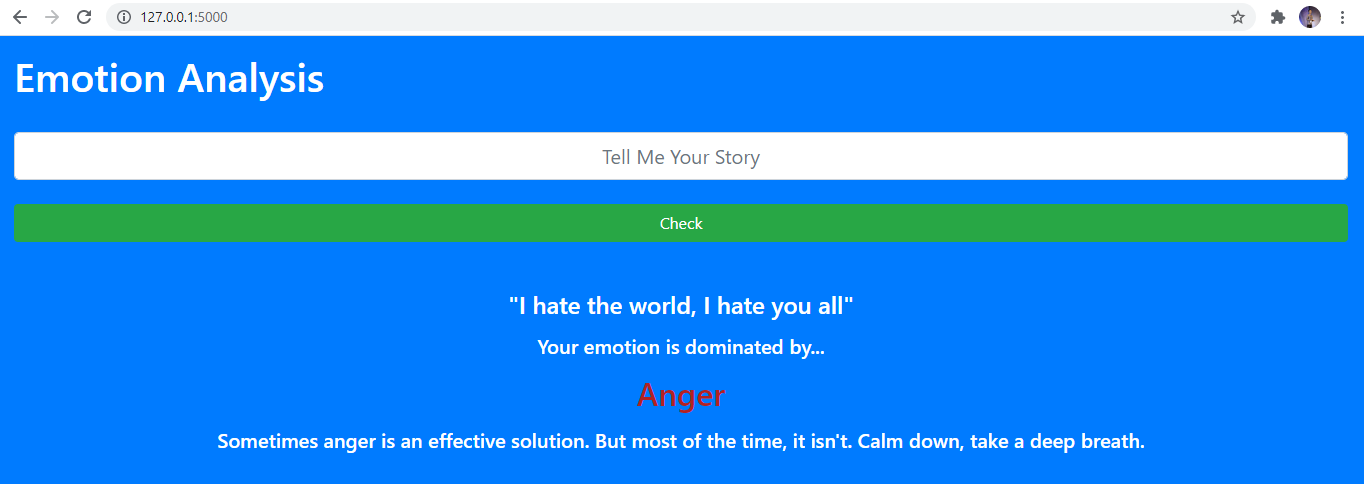 127.0.0.1:5000
Emotion Analysis
Tell Me Your Story
Check
"I hate the world, I hate you all"
Your emotion is dominated by...
Anger
Sometimes anger is an effective solution. But most of the time, it isn't. Calm down, take a deep breath.